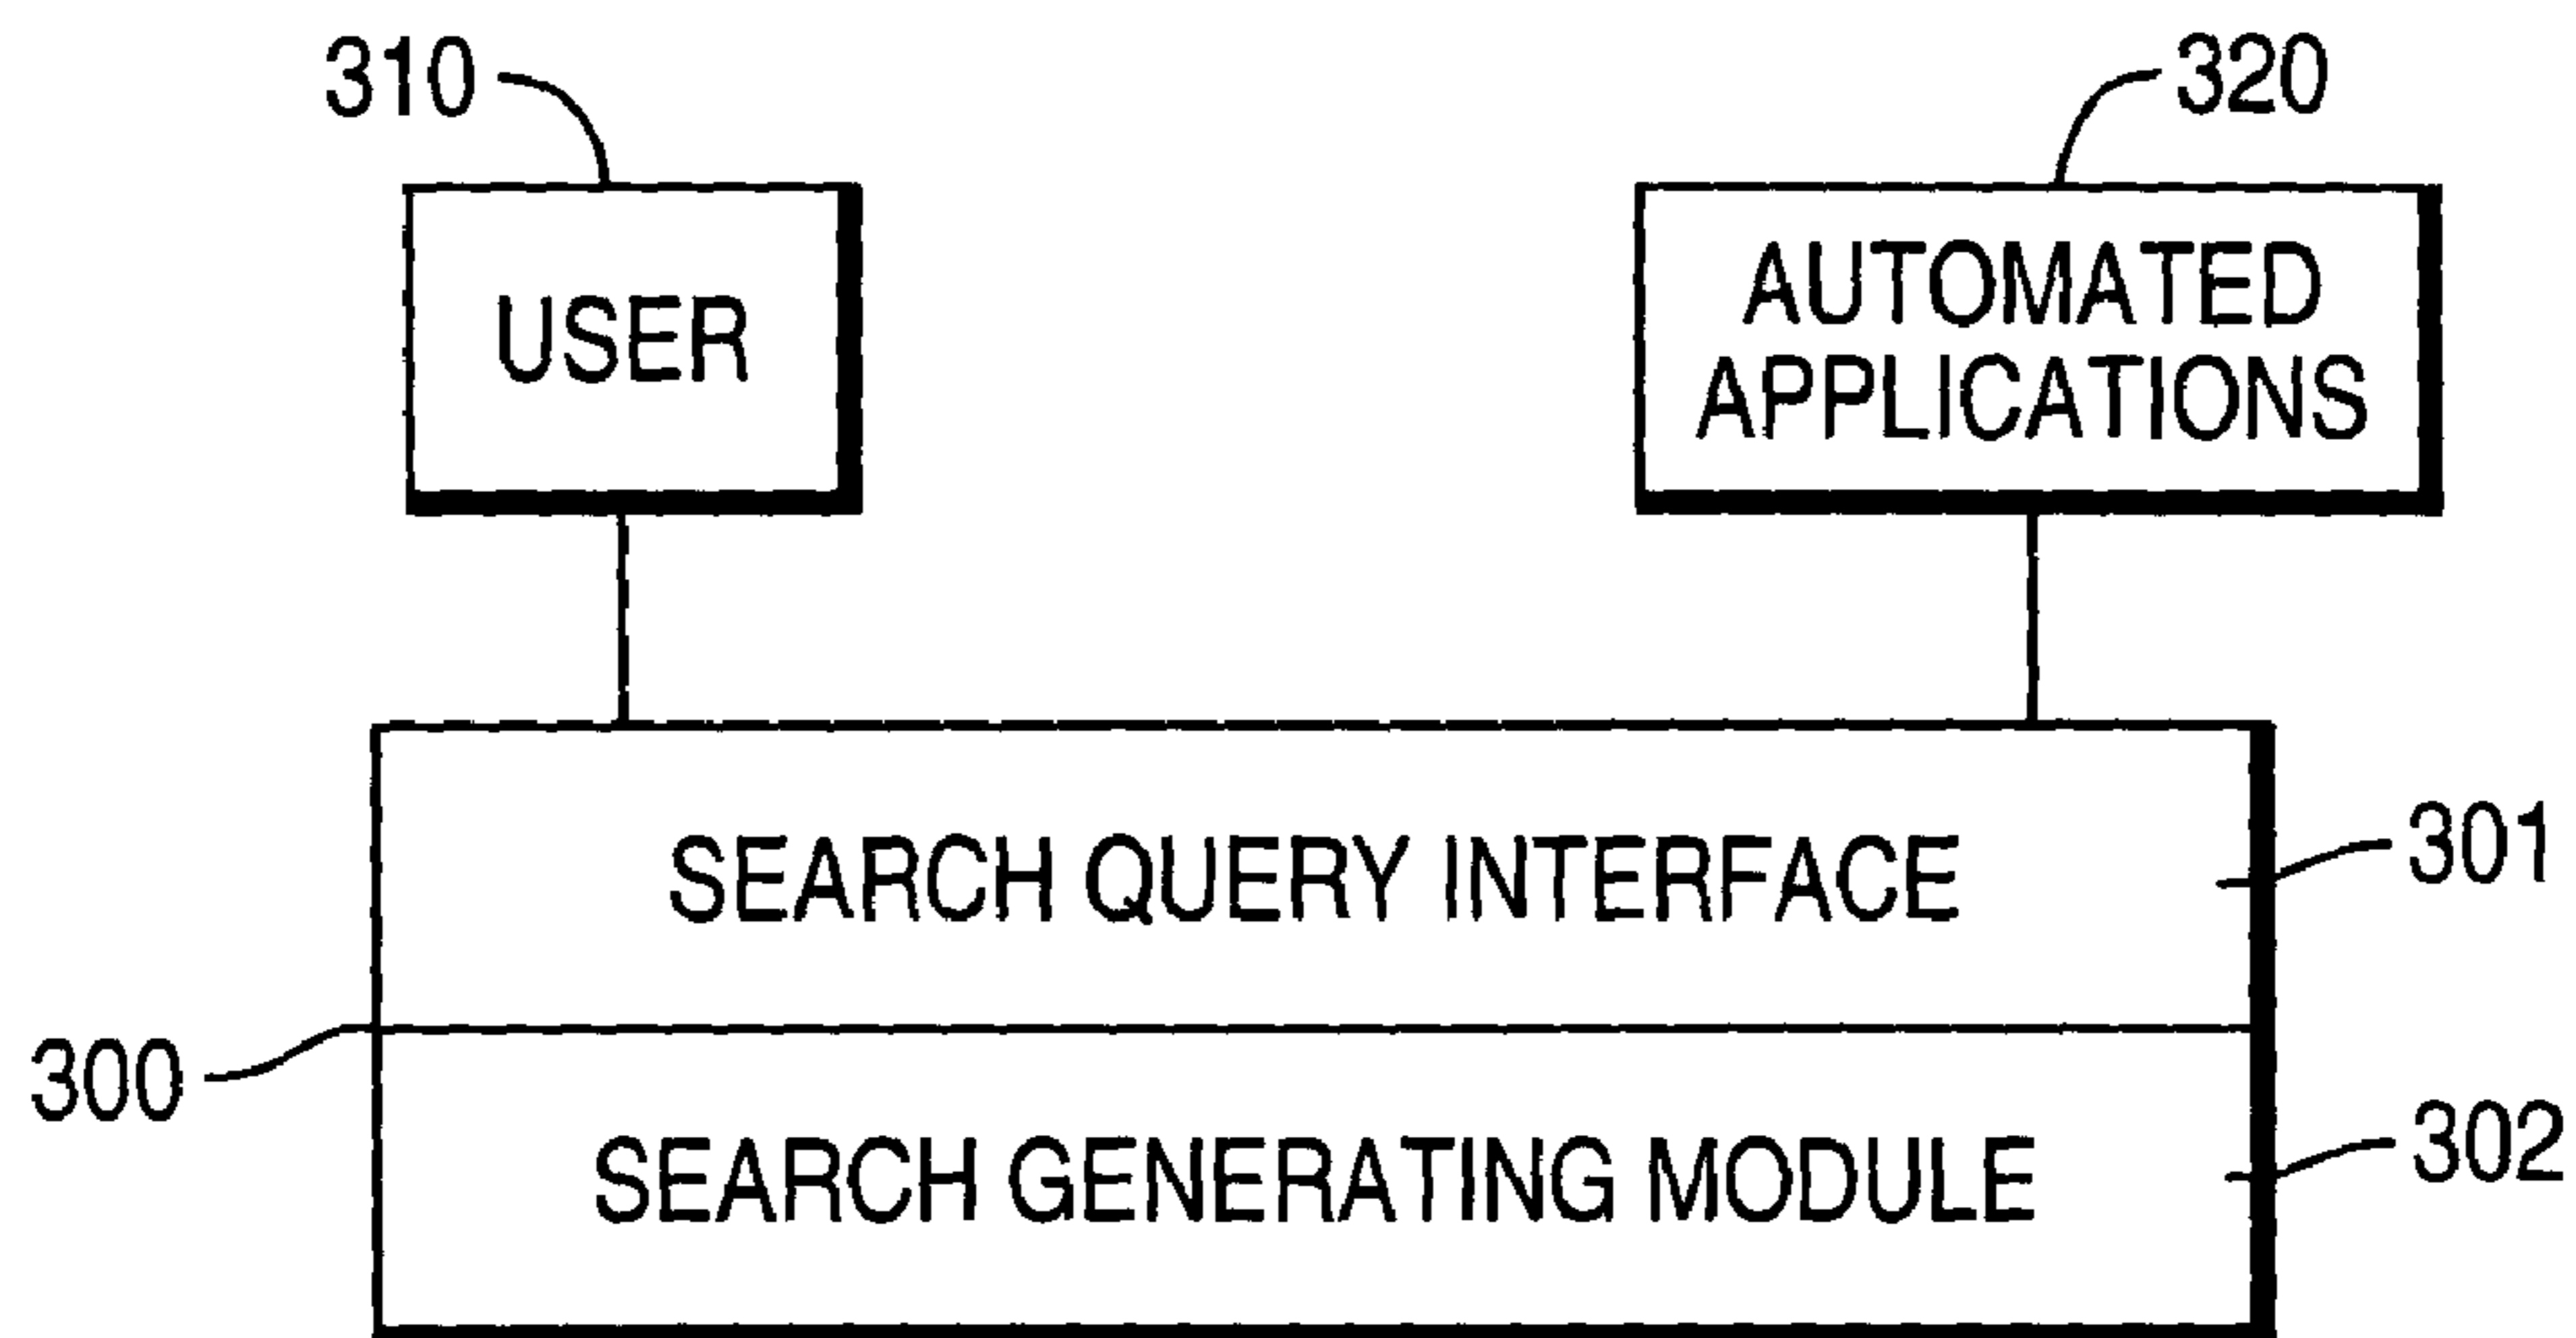 310
320
USER
AUTOMATED
APPLICATIONS
SEARCH QUERY INTERFACE
301
300
SEARCH GENERATING MODULE
302